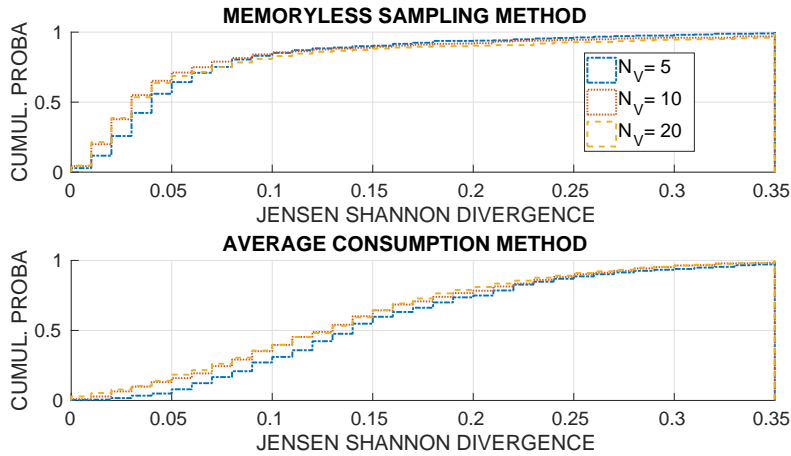 MEMORYLESS SAMPLING METHOD
CUMUL. PROBA
1
0.5
0
0 0.05 0.1 0.15 0.2 0.25 0.3 0.35
JENSEN SHANNON DIVERGENCE
N_V= 5
N_V= 10
N_V= 20
AVERAGE CONSUMPTION METHOD
CUMUL. PROBA
1
0.5
0
0 0.05 0.1 0.15 0.2 0.25 0.3 0.35
JENSEN SHANNON DIVERGENCE